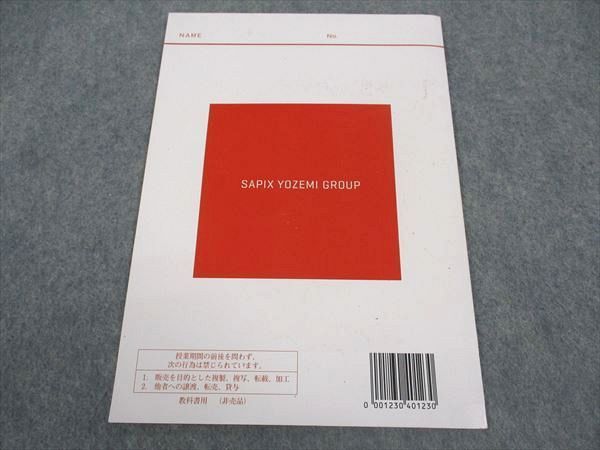 NAME No.
SAPIX YOZEMI GROUP
授業期間の前後を問わず、
次の行為は禁じられています。
1. 販売を目的とした複製、複写、転載、加工
2. 他者への譲渡、転売、貸与
教科書用 （非売品）
0 001230 401230